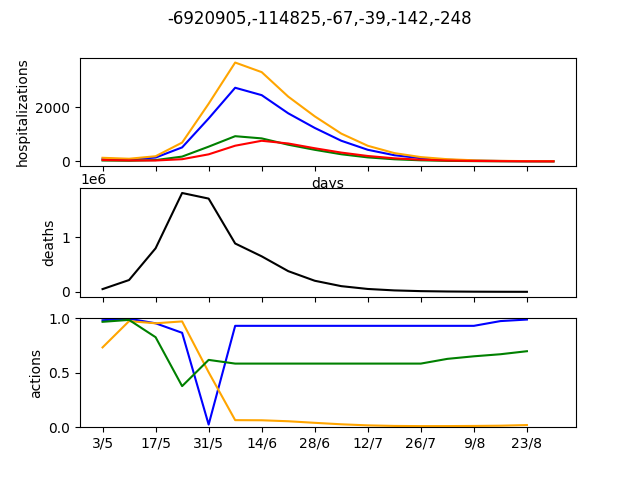 -6920905,-114825,-67,-39,-142,-248
hospitalizations
2000
0
days
1e6
deaths
1
0
actions
1.0
0.5
0.0
3/5 17/5 31/5 14/6 28/6 12/7 26/7 9/8 23/8